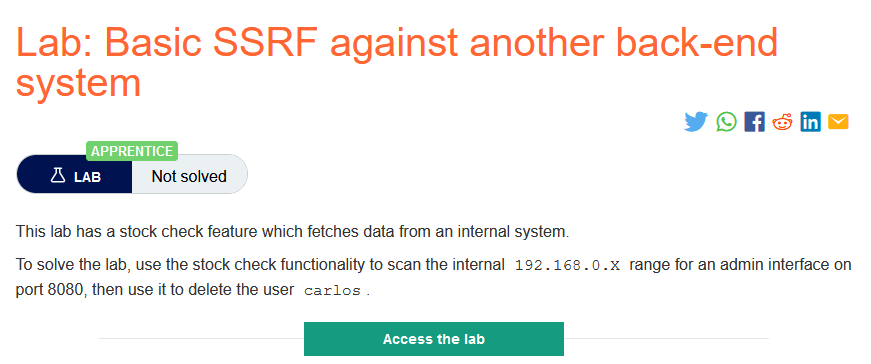 Lab: Basic SSRF against another back-end
system
APPRENTICE
LAB
Not solved
This lab has a stock check feature which fetches data from an internal system.
To solve the lab, use the stock check functionality to scan the internal 192.168.0.X range for an admin interface on
port 8080, then use it to delete the user carlos.
Access the lab